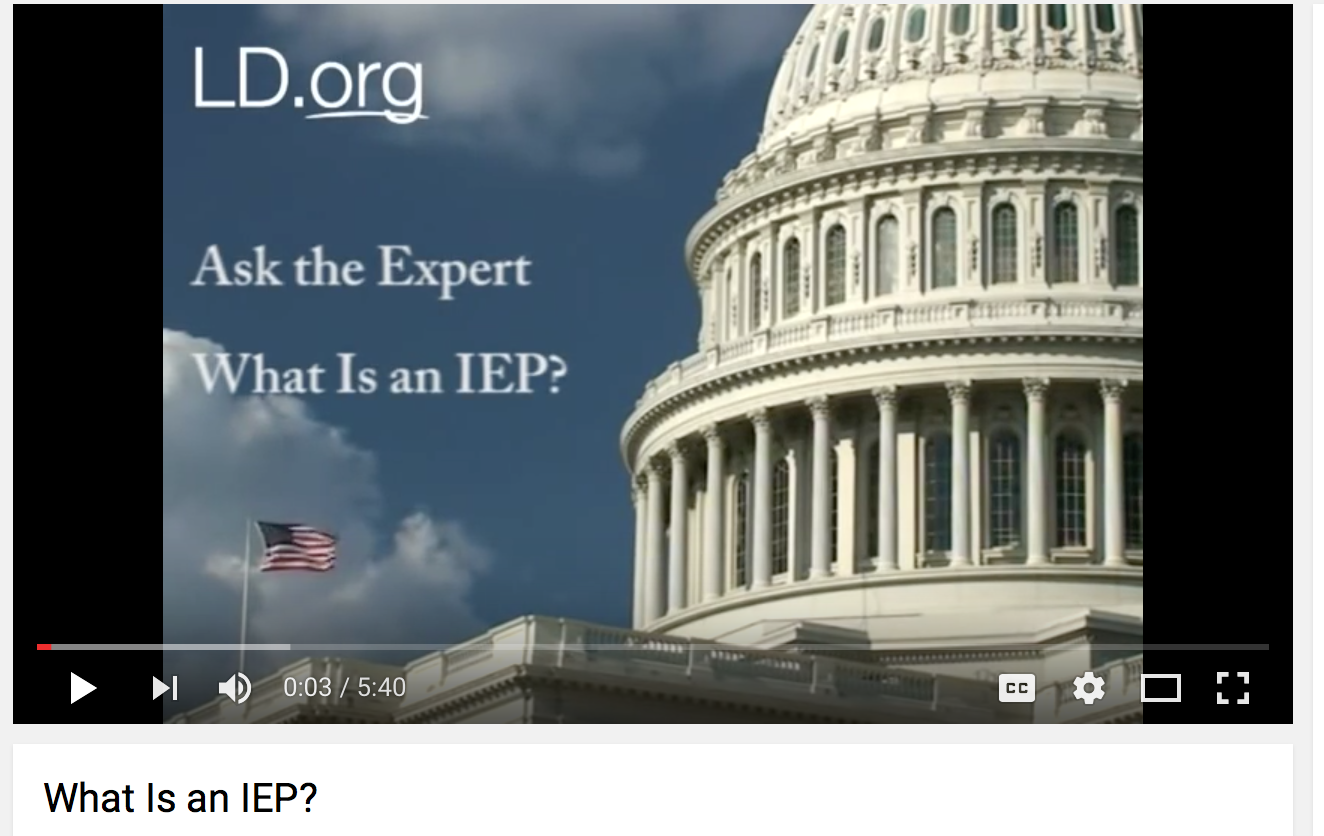 LD.org
Ask the Expert
What Is an IEP?
0:03 / 5:40
CC
What Is an IEP?